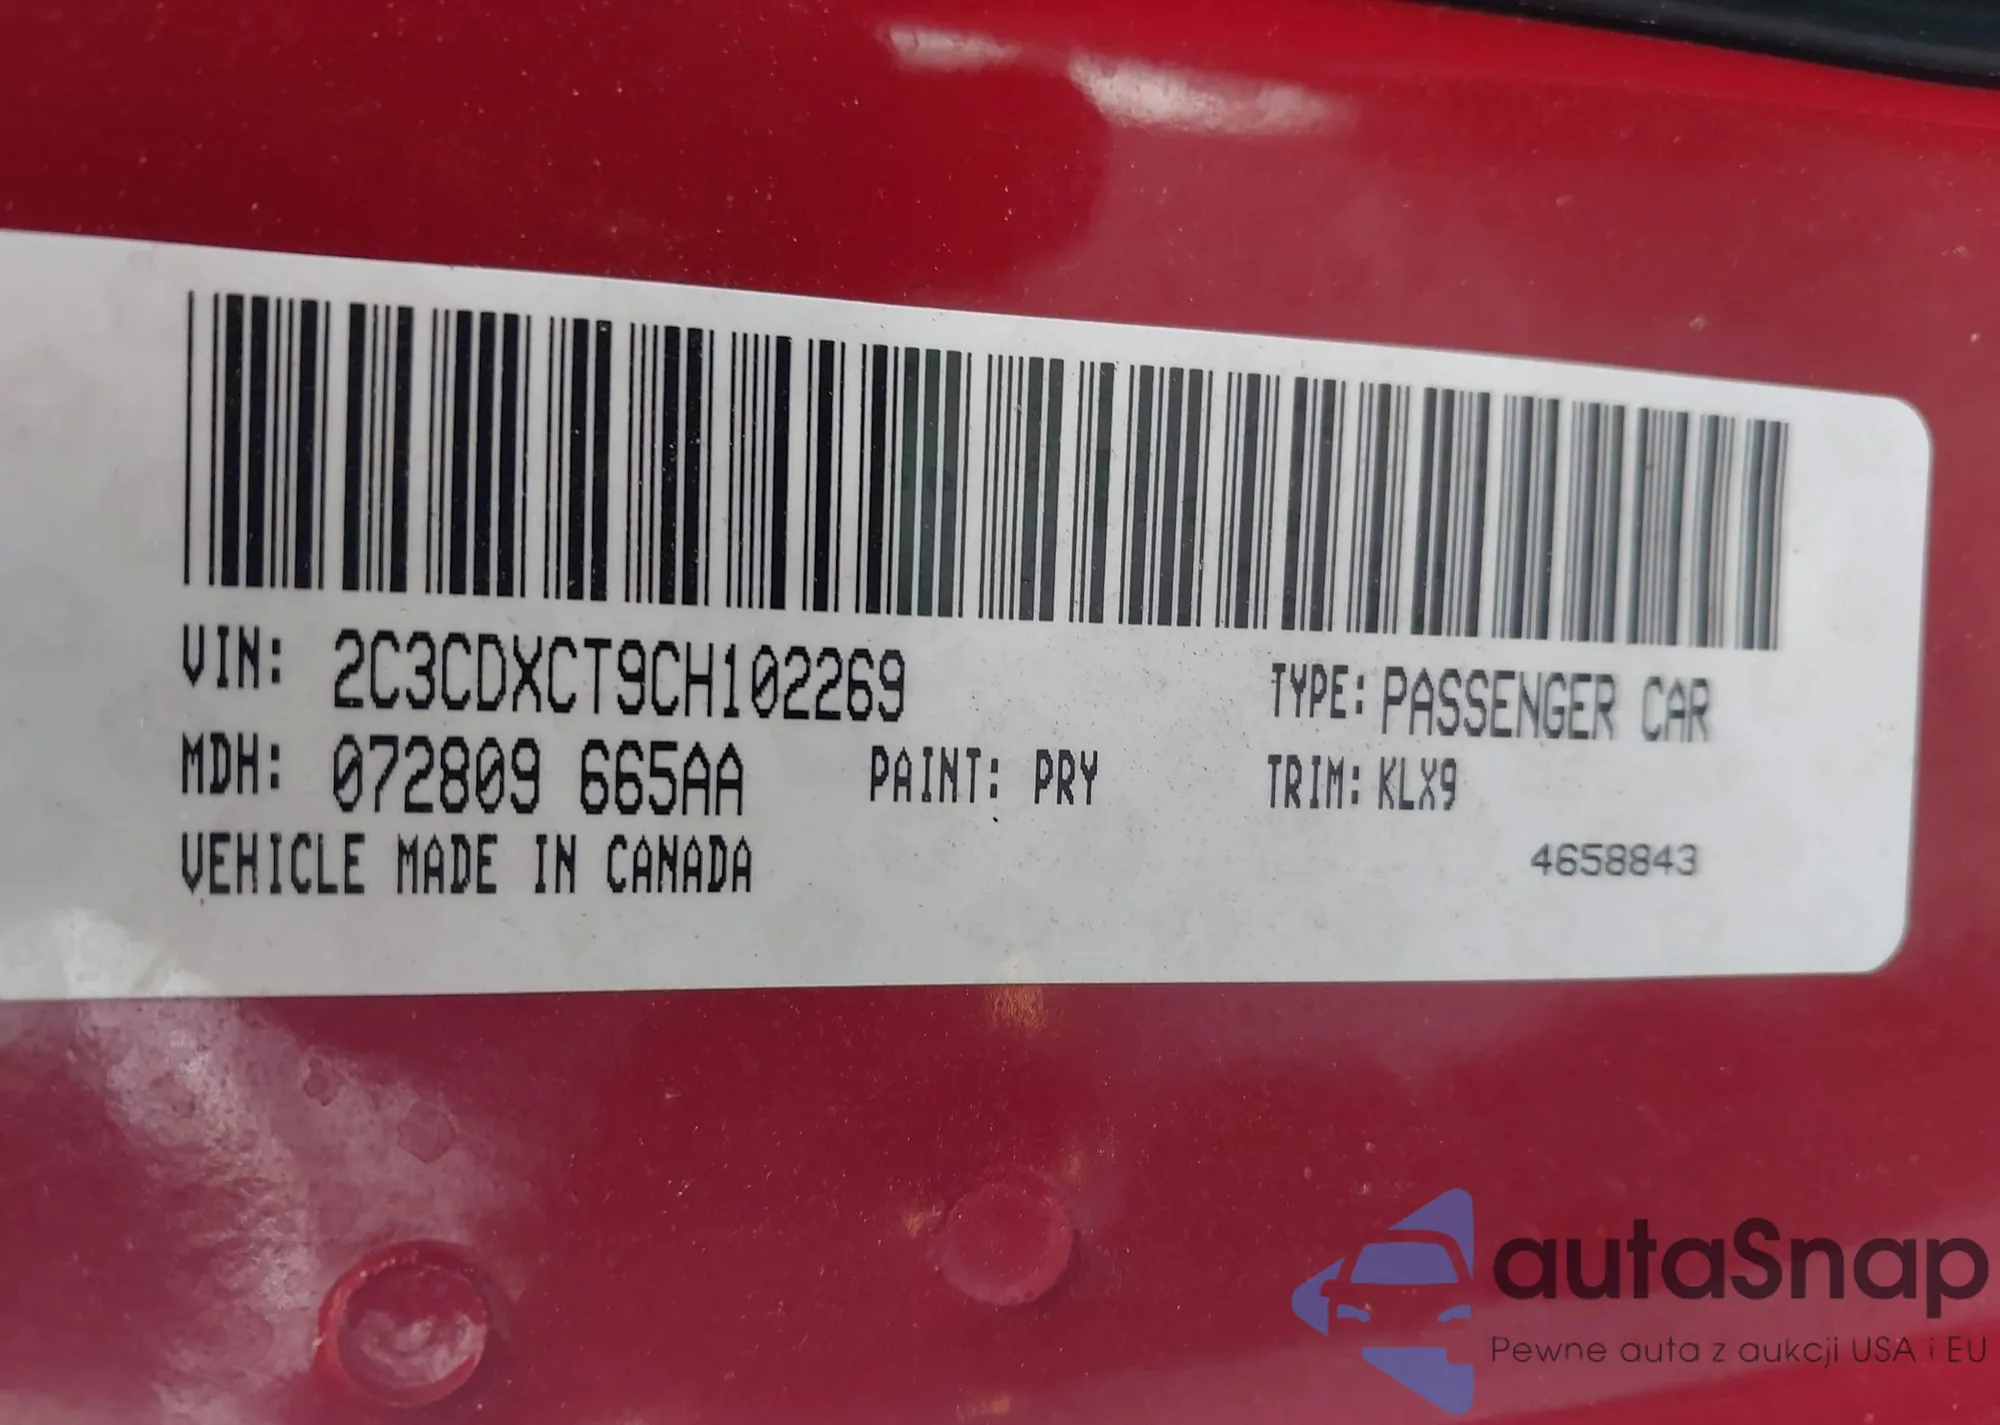 VIN: 2C3CDXCT9CH102269 TYPE: PASSENGER CAR
MDH: 072809 665AA PAINT: PRY TRIM: KLX9
VEHICLE MADE IN CANADA 4658843
autaSnap
Pewne auta z aukcji USA i EU